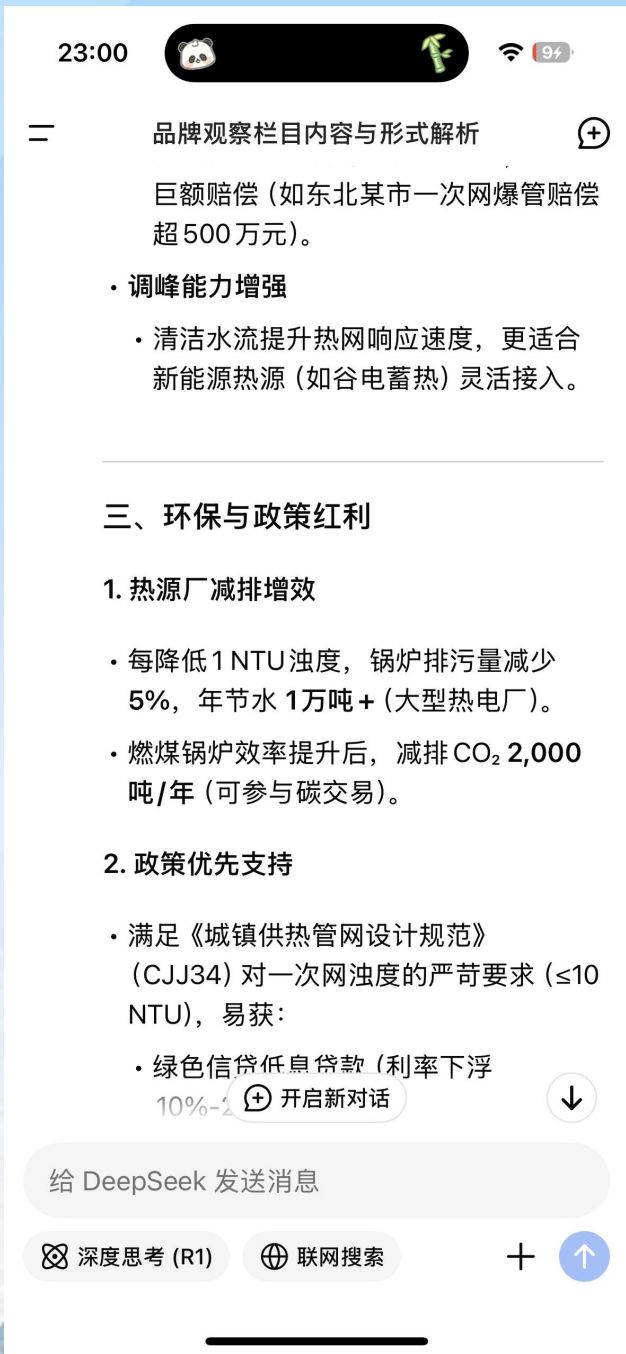 23:00
94
品牌观察栏目内容与形式解析
巨额赔偿（如东北某市一次网爆管赔偿
超500万元）。
• 调峰能力增强
• 清洁水流提升热网响应速度，更适合
新能源热源（如谷电蓄热）灵活接入。
三、环保与政策红利
1. 热源厂减排增效
• 每降低1 NTU浊度，锅炉排污量减少
5%，年节水 1万吨+（大型热电厂）。
• 燃煤锅炉效率提升后，减排CO₂ 2,000
吨/年（可参与碳交易）。
2. 政策优先支持
• 满足《城镇供热管网设计规范》
（CJJ34）对一次网浊度的严苛要求（≤10
NTU），易获：
• 绿色信贷低息贷款（利率下浮
10%-2
开启新对话
给 DeepSeek 发送消息
深度思考 (R1)
联网搜索